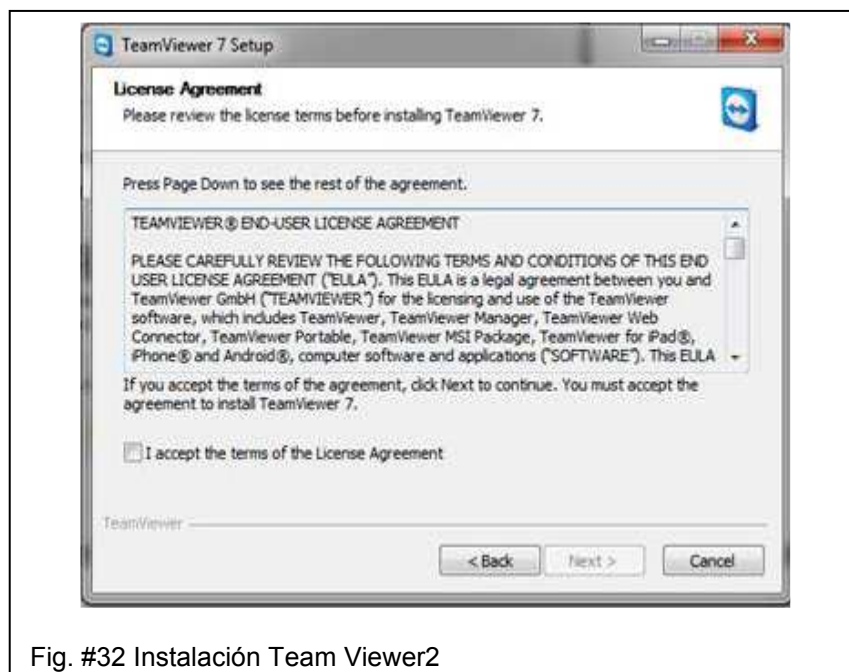 TeamViewer 7 Setup
License Agreement
Please review the license terms before installing TeamViewer 7.
Press Page Down to see the rest of the agreement.
TEAMVIEWER® END-USER LICENSE AGREEMENT
PLEASE CAREFULLY REVIEW THE FOLLOWING TERMS AND CONDITIONS OF THIS END
USER LICENSE AGREEMENT ("EULA"). This EULA is a legal agreement between you and
TeamViewer GmbH ("TEAMVIEWER") for the licensing and use of the TeamViewer
software, which includes TeamViewer, TeamViewer Manager, TeamViewer Web
Connector, TeamViewer Portable, TeamViewer MSI Package, TeamViewer for iPad®,
iPhone® and Android®, computer software and applications ("SOFTWARE"). This EULA
If you accept the terms of the agreement, click Next to continue. You must accept the
agreement to install TeamViewer 7.
I accept the terms of the License Agreement
TeamViewer
< Back Next > Cancel
Fig. #32 Instalación Team Viewer2